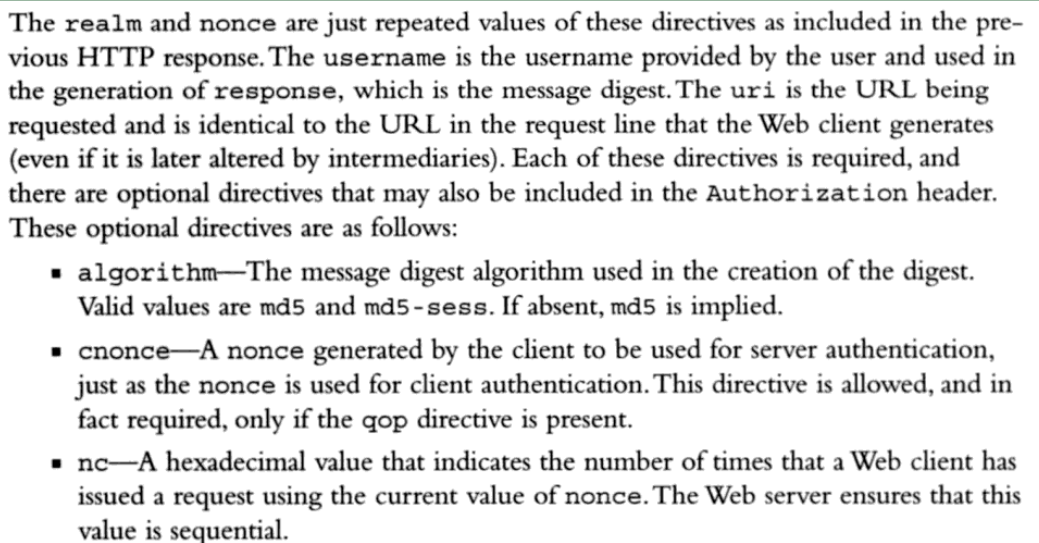 The realm and nonce are just repeated values of these directives as included in the pre-
vious HTTP response. The username is the username provided by the user and used in
the generation of response, which is the message digest. The uri is the URL being
requested and is identical to the URL in the request line that the Web client generates
(even if it is later altered by intermediaries). Each of these directives is required, and
there are optional directives that may also be included in the Authorization header.
These optional directives are as follows:
▪ algorithm—The message digest algorithm used in the creation of the digest.
Valid values are md5 and md5-sess. If absent, md5 is implied.
▪ cnonce—A nonce generated by the client to be used for server authentication,
just as the nonce is used for client authentication. This directive is allowed, and in
fact required, only if the qop directive is present.
▪ nc—A hexadecimal value that indicates the number of times that a Web client has
issued a request using the current value of nonce. The Web server ensures that this
value is sequential.